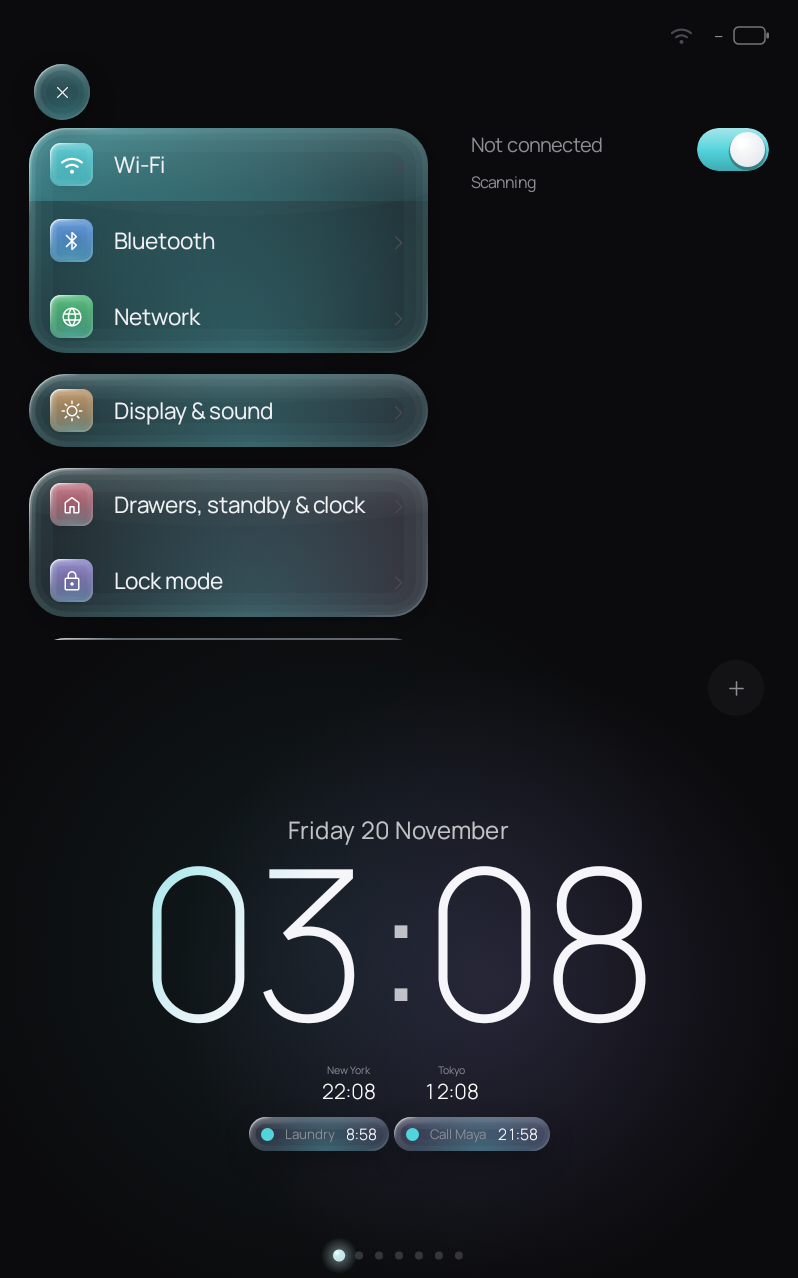 –
Wi-Fi
Bluetooth
Network
Display & sound
Drawers, standby & clock
Lock mode
Not connected
Scanning
Friday 20 November
03:08
New York
22:08
Tokyo
12:08
Laundry 8:58
Call Maya 21:58